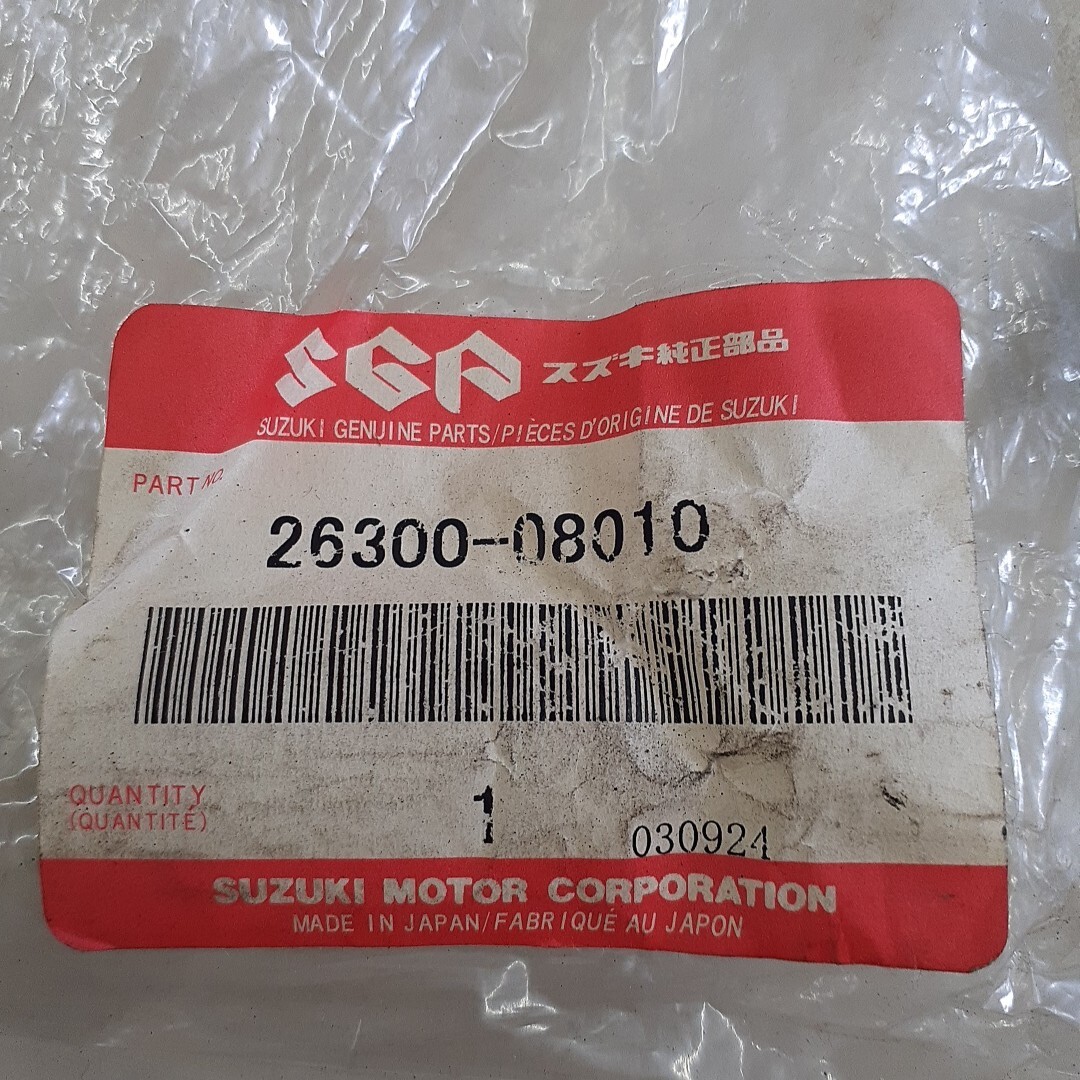 SGP スズキ純正部品
SUZUKI GENUINE PARTS/PIÈCES D'ORIGINE DE SUZUKI
PART NO.
26300-08010
QUANTITY
(QUANTITÉ)
1
030924
SUZUKI MOTOR CORPORATION
MADE IN JAPAN/FABRIQUÉ AU JAPON